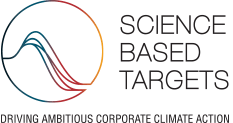 SCIENCE
BASED
TARGETS
DRIVING AMBITIOUS CORPORATE CLIMATE ACTION